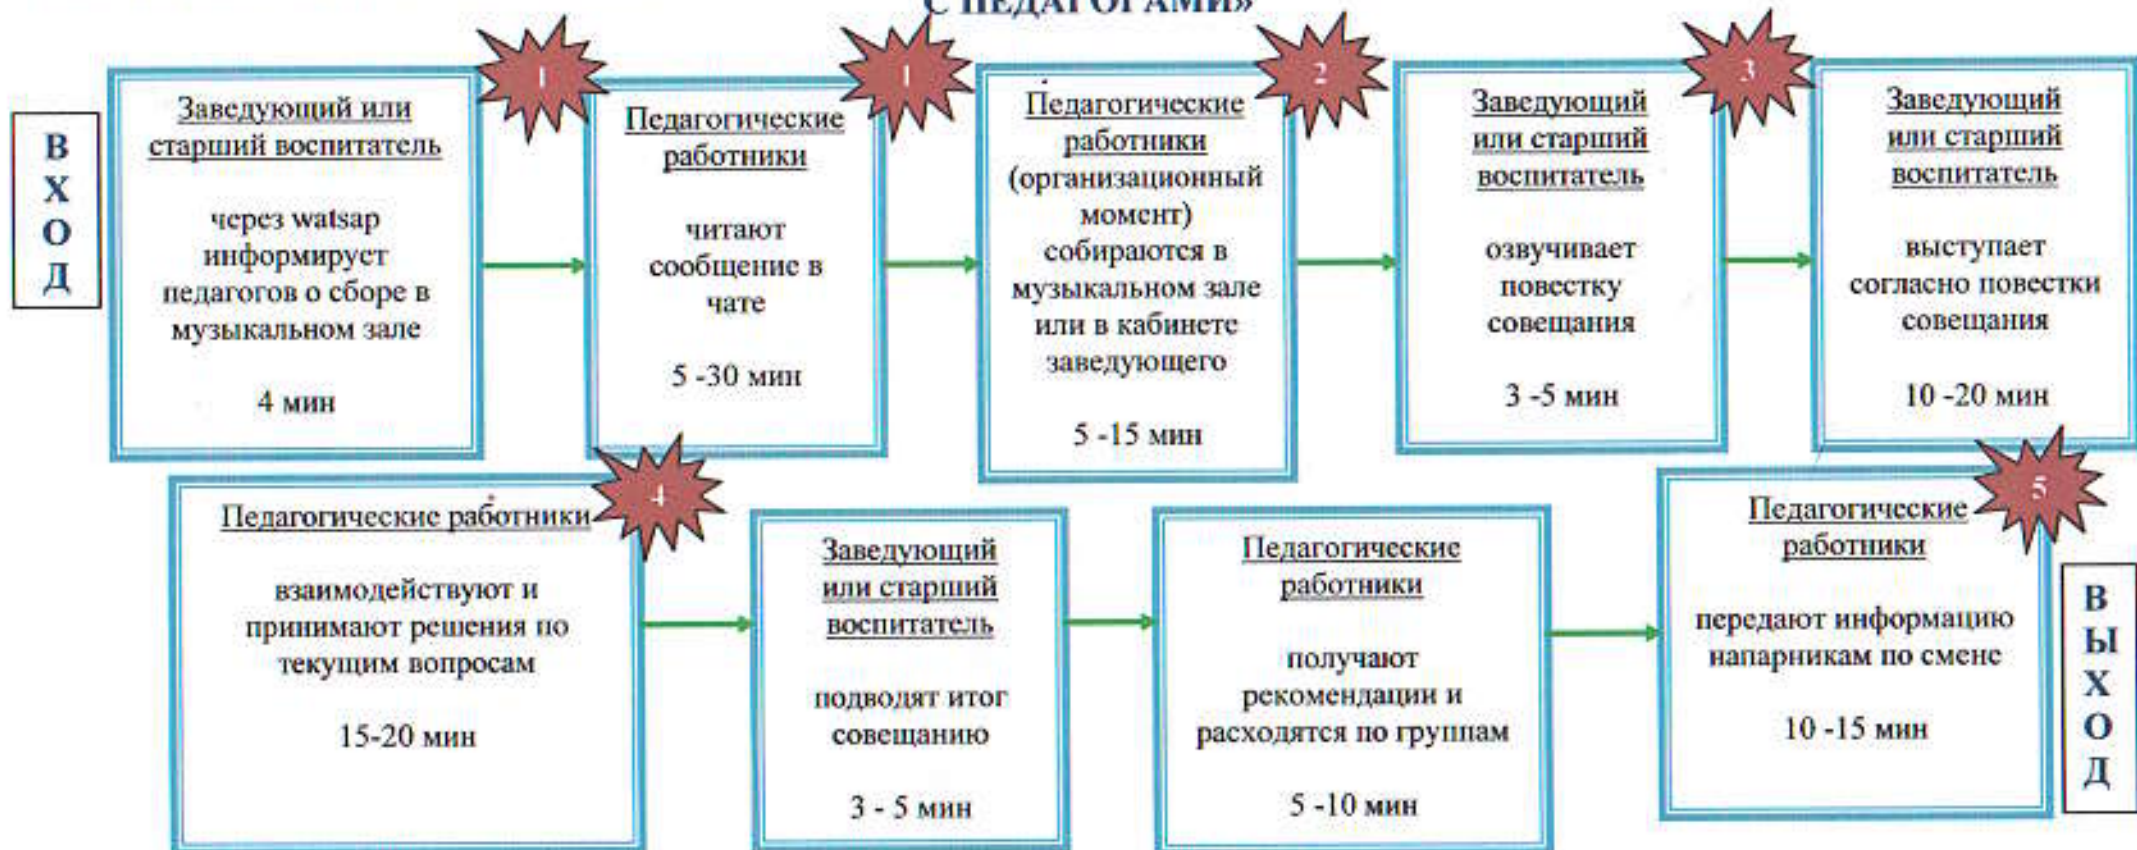 С ПЕДАГОГАМИ»
В
Х
О
Д
Заведующий или
старший воспитатель
через watsap
информирует
педагогов о сборе в
музыкальном зале
4 мин
1
Педагогические
работники
читают
сообщение в
чате
5 -30 мин
1
Педагогические
работники
(организационный
момент)
собираются в
музыкальном зале
или в кабинете
заведующего
5 -15 мин
2
Заведующий
или старший
воспитатель
озвучивает
повестку
совещания
3 -5 мин
3
Заведующий
или старший
воспитатель
выступает
согласно повестки
совещания
10 -20 мин
Педагогические работники
взаимодействуют и
принимают решения по
текущим вопросам
15-20 мин
4
Заведующий
или старший
воспитатель
подводят итог
совещанию
3 - 5 мин
Педагогические
работники
получают
рекомендации и
расходятся по группам
5 -10 мин
Педагогические
работники
передают информацию
напарникам по смене
10 -15 мин
5
В
Ы
Х
О
Д